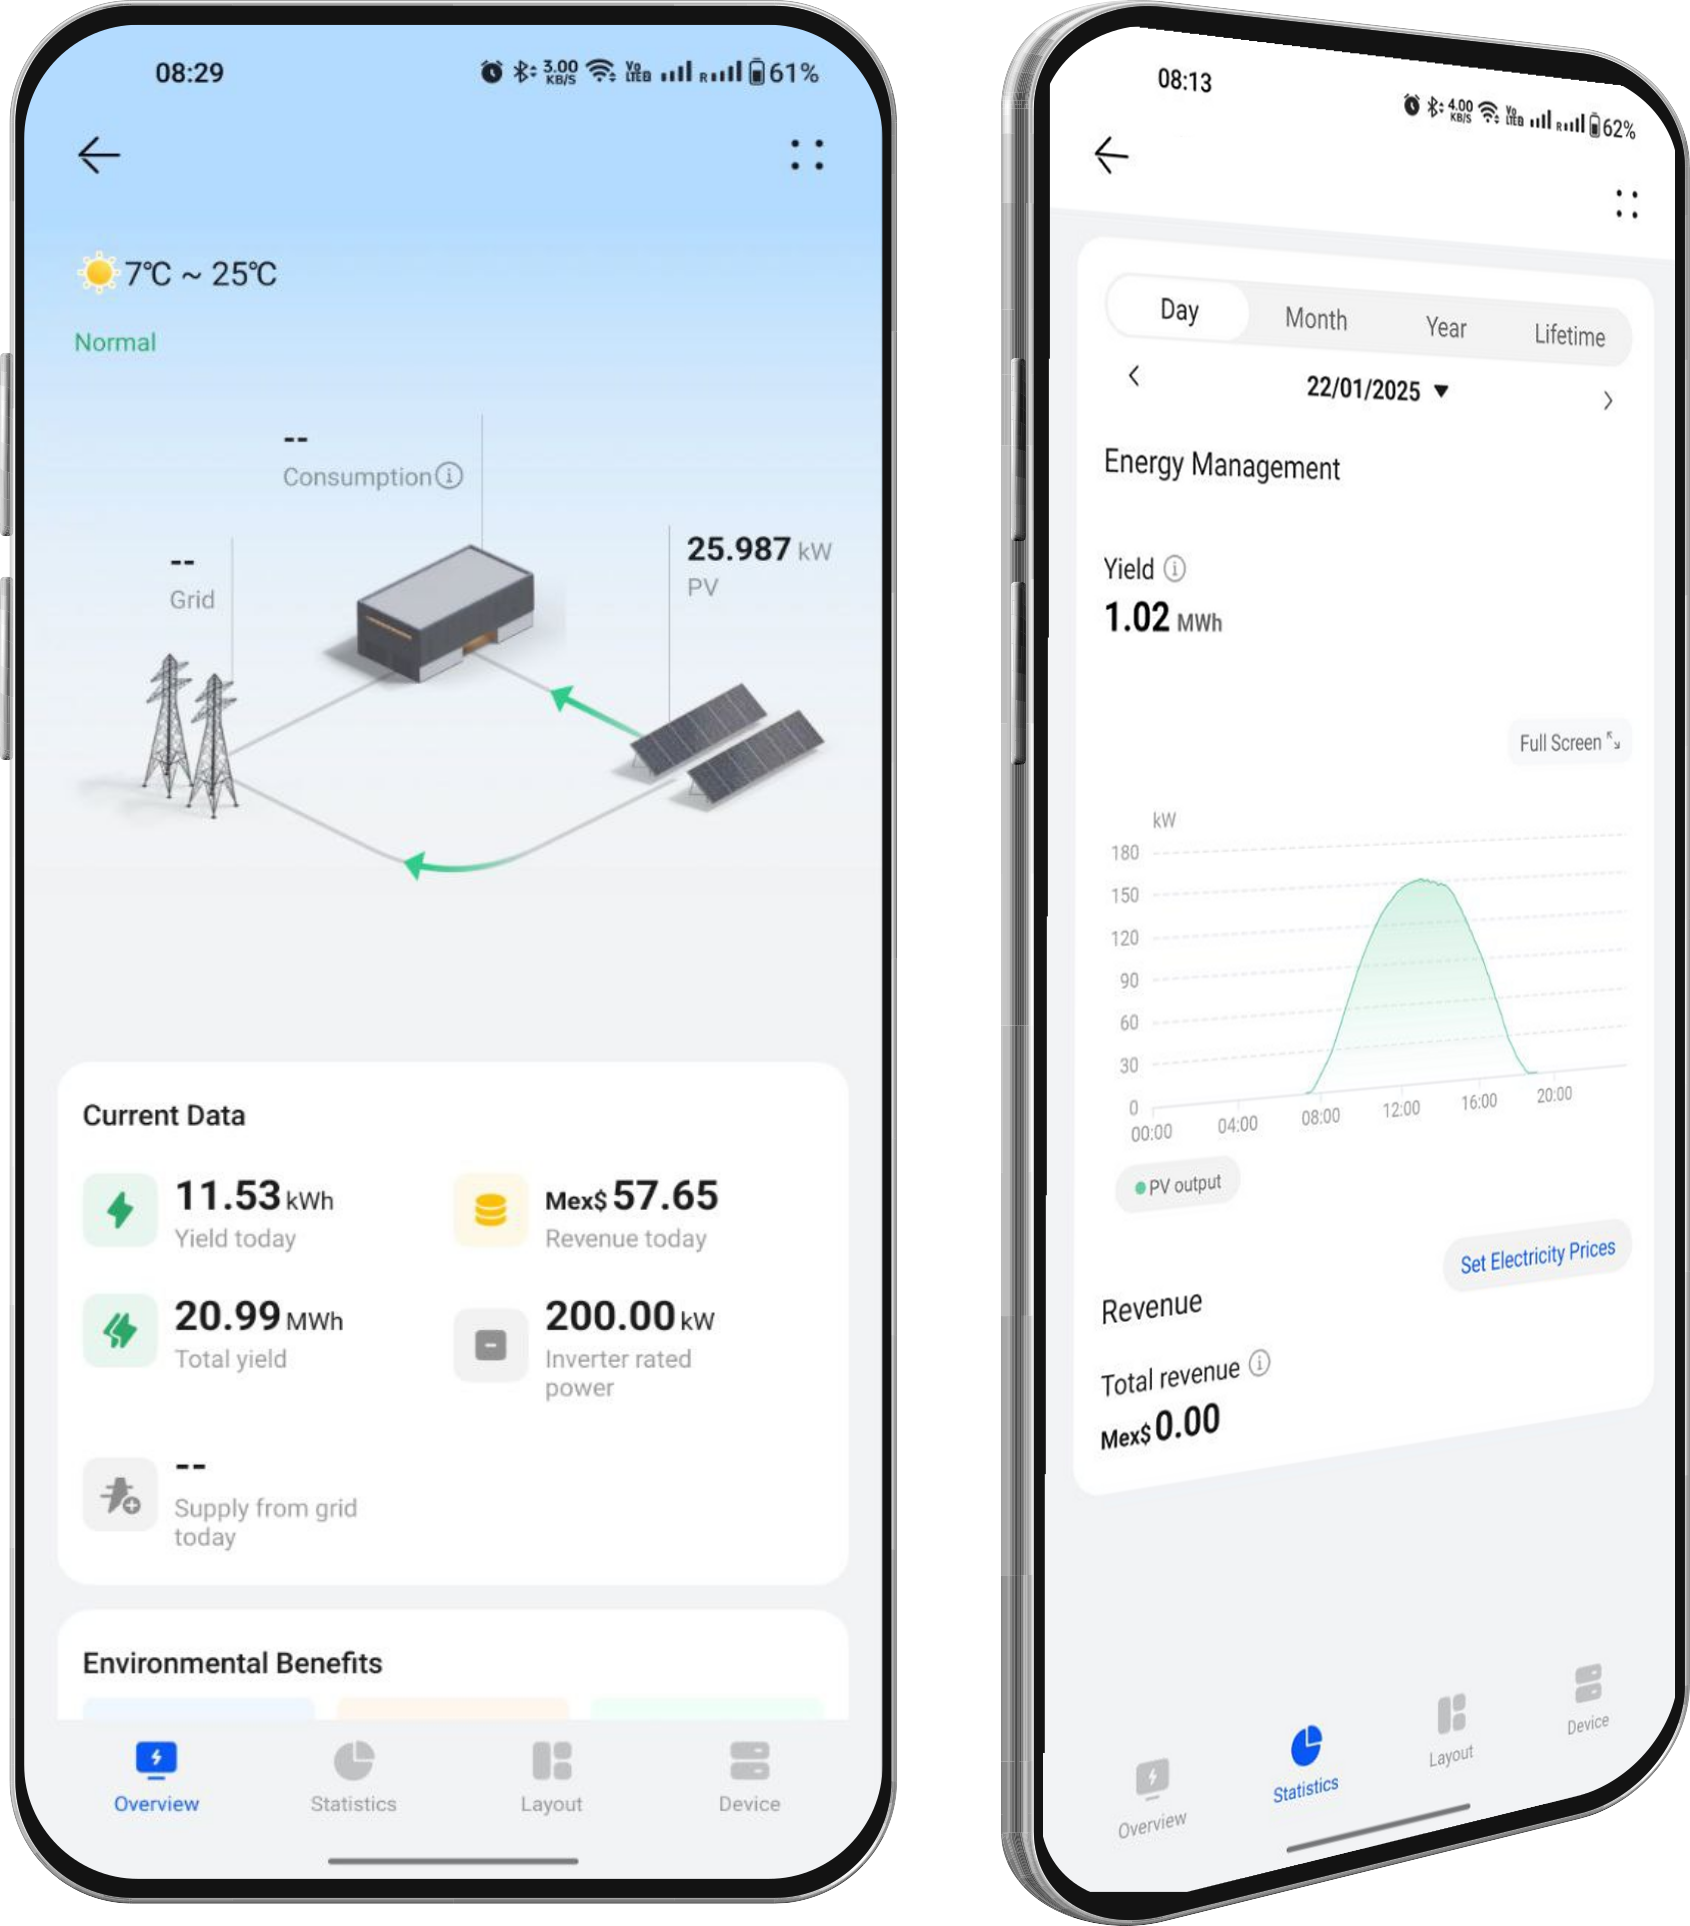 08:29
3.00 KB/S
Vo LTE
R
61%
7℃ ~ 25℃
Normal
--
Consumption
--
Grid
25.987 kW
PV
Current Data
11.53 kWh
Yield today
Mex$ 57.65
Revenue today
20.99 MWh
Total yield
200.00 kW
Inverter rated
power
--
Supply from grid
today
Environmental Benefits
Overview
Statistics
Layout
Device
08:13
4.00 KB/S
Vo LTE
R
62%
Day
Month
Year
Lifetime
22/01/2025
Energy Management
Yield
1.02 MWh
Full Screen
kW
180
150
120
90
60
30
0
00:00
04:00
08:00
12:00
16:00
20:00
PV output
Set Electricity Prices
Revenue
Total revenue
Mex$ 0.00
Overview
Statistics
Layout
Device